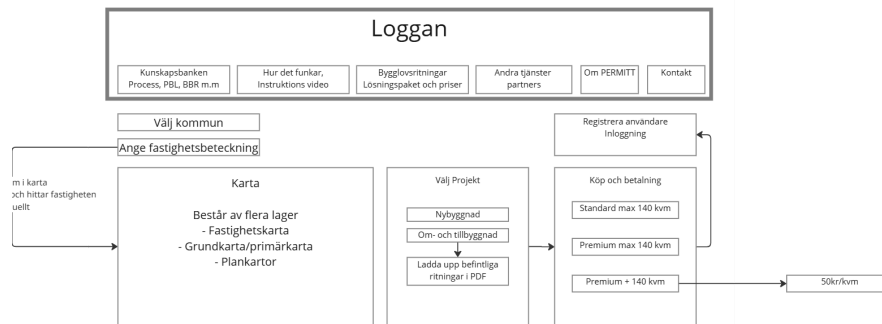 Loggan
Kunskapsbanken
Process, PBL, BBR m.m
Hur det funkar,
Instruktions video
Bygglovsritningar
Lösningspaket och priser
Andra tjänster
partners
Om PERMITT
Kontakt
Välj kommun
Ange fastighetsbeteckning
Registrera användare
Inloggning
m i karta
och hittar fastigheten
uellt
Karta
Består av flera lager
- Fastighetskarta
- Grundkarta/primärkarta
- Plankartor
Välj Projekt
Nybyggnad
Om- och tillbyggnad
Ladda upp befintliga
ritningar i PDF
Köp och betalning
Standard max 140 kvm
Premium max 140 kvm
Premium + 140 kvm
50kr/kvm